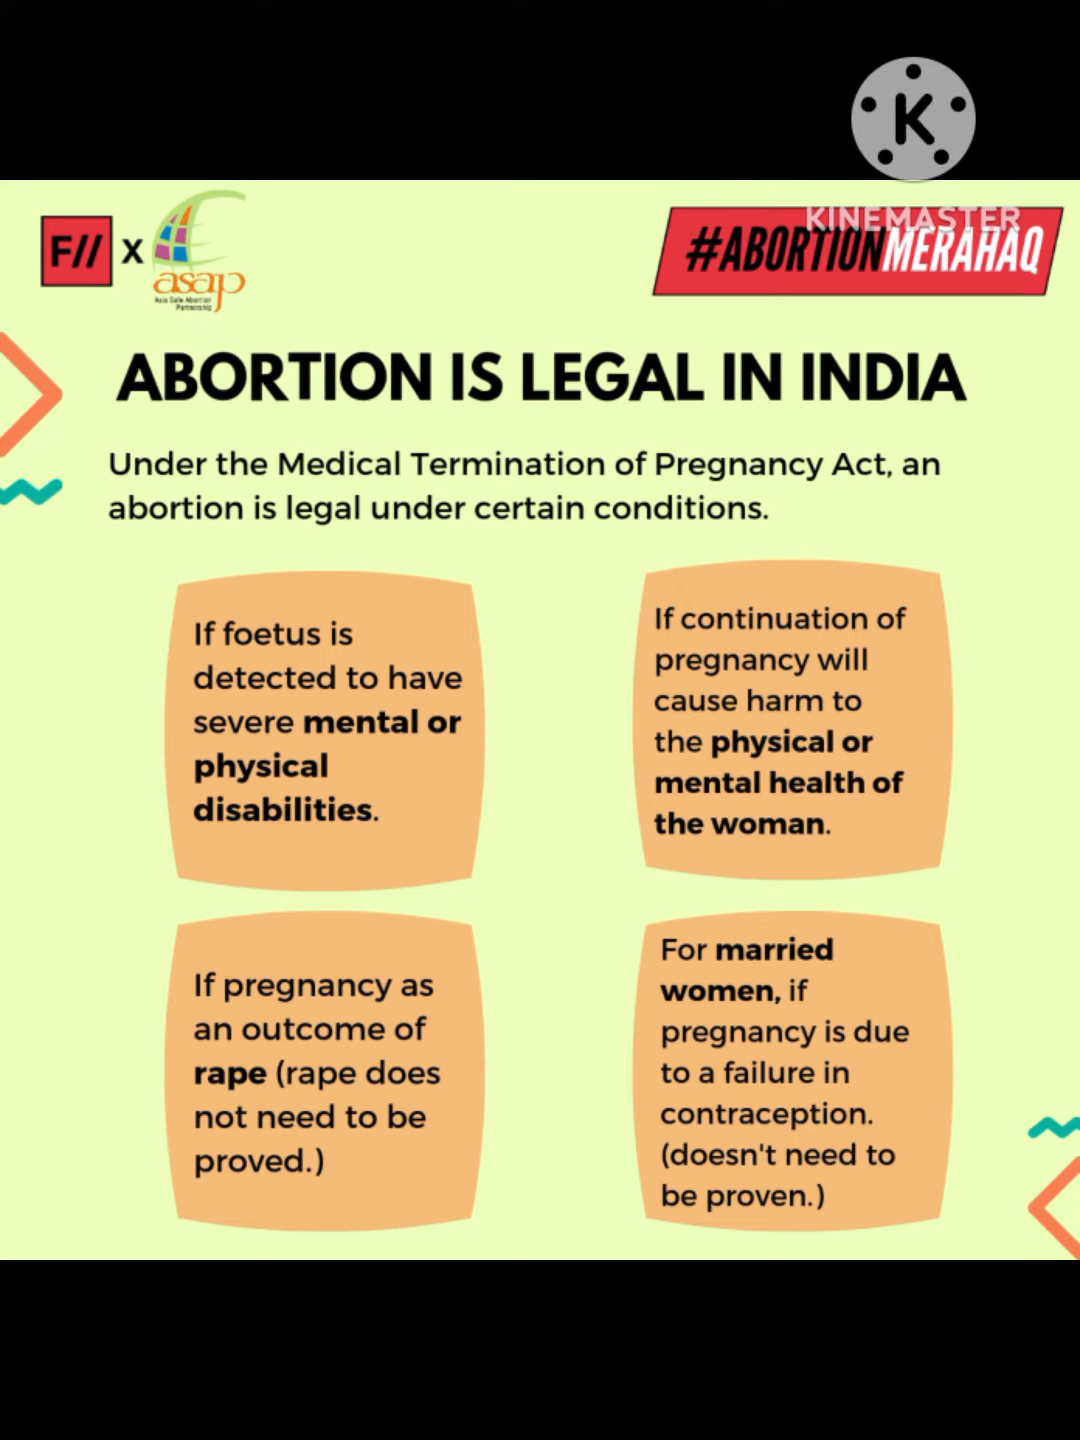 K
KINEMASTER
F// X
asap
Asia Safe Abortion
Partnership
#ABORTIONMERAHAQ
ABORTION IS LEGAL IN INDIA
Under the Medical Termination of Pregnancy Act, an
abortion is legal under certain conditions.
If foetus is
detected to have
severe mental or
physical
disabilities.
If continuation of
pregnancy will
cause harm to
the physical or
mental health of
the woman.
If pregnancy as
an outcome of
rape (rape does
not need to be
proved.)
For married
women, if
pregnancy is due
to a failure in
contraception.
(doesn't need to
be proven.)